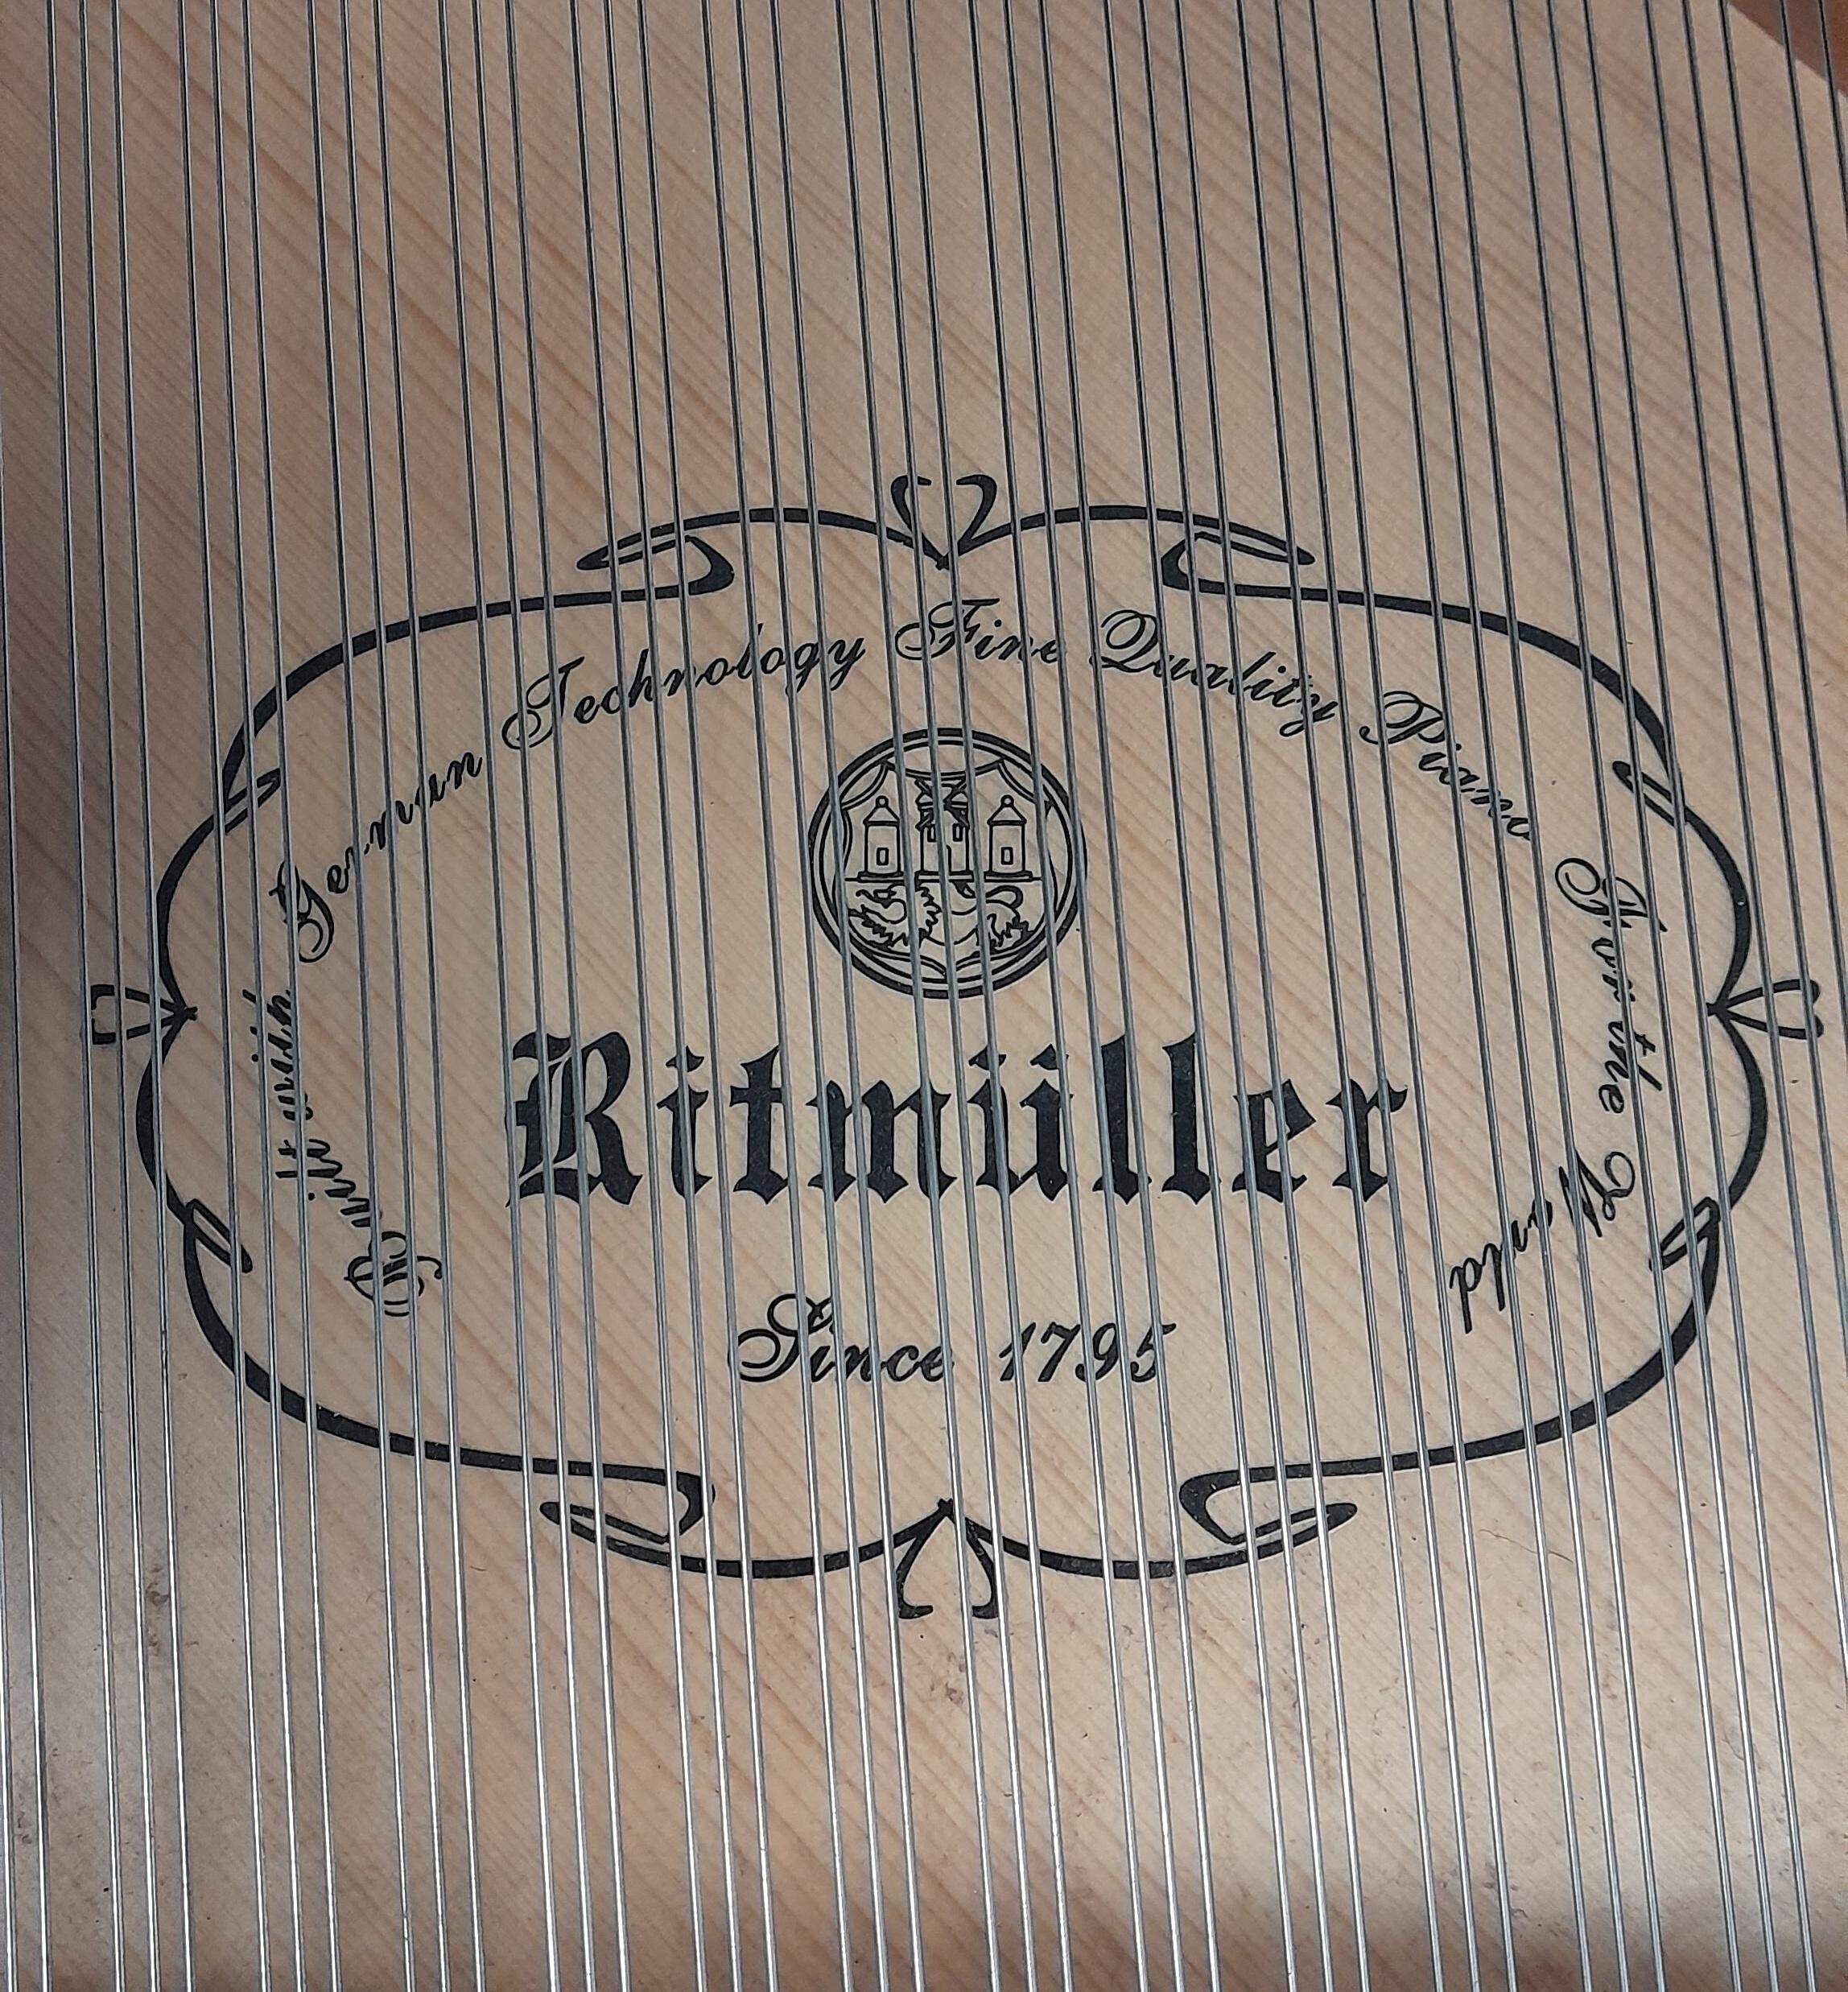 Built with German Technology Fine Quality Piano For the World
Ritmüller
Since 1795